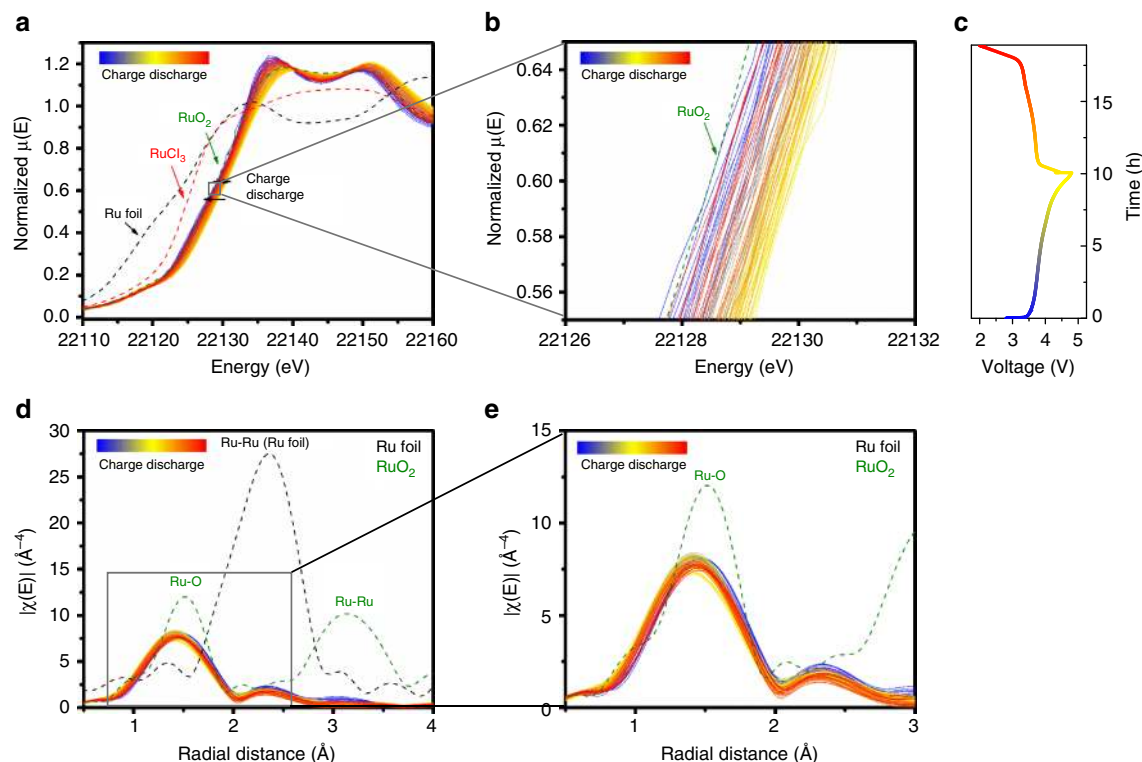 a
Charge discharge
RuO2
RuCl3
Ru foil
Charge
discharge
1.2
1.0
0.8
0.6
0.4
0.2
0.0
Normalized μ(E)
22110 22120 22130 22140 22150 22160
Energy (eV)
b
Charge discharge
RuO2
0.64
0.62
0.60
0.58
0.56
Normalized μ(E)
22126 22128 22130 22132
Energy (eV)
c
15
10
5
0
Time (h)
2 3 4 5
Voltage (V)
d
Charge discharge
Ru-Ru (Ru foil)
Ru foil
RuO2
Ru-O
Ru-Ru
30
25
20
15
10
5
0
|χ(E)| (Å−4)
1 2 3 4
Radial distance (Å)
e
Charge discharge
Ru foil
RuO2
Ru-O
15
10
5
0
|χ(E)| (Å−4)
1 2 3
Radial distance (Å)